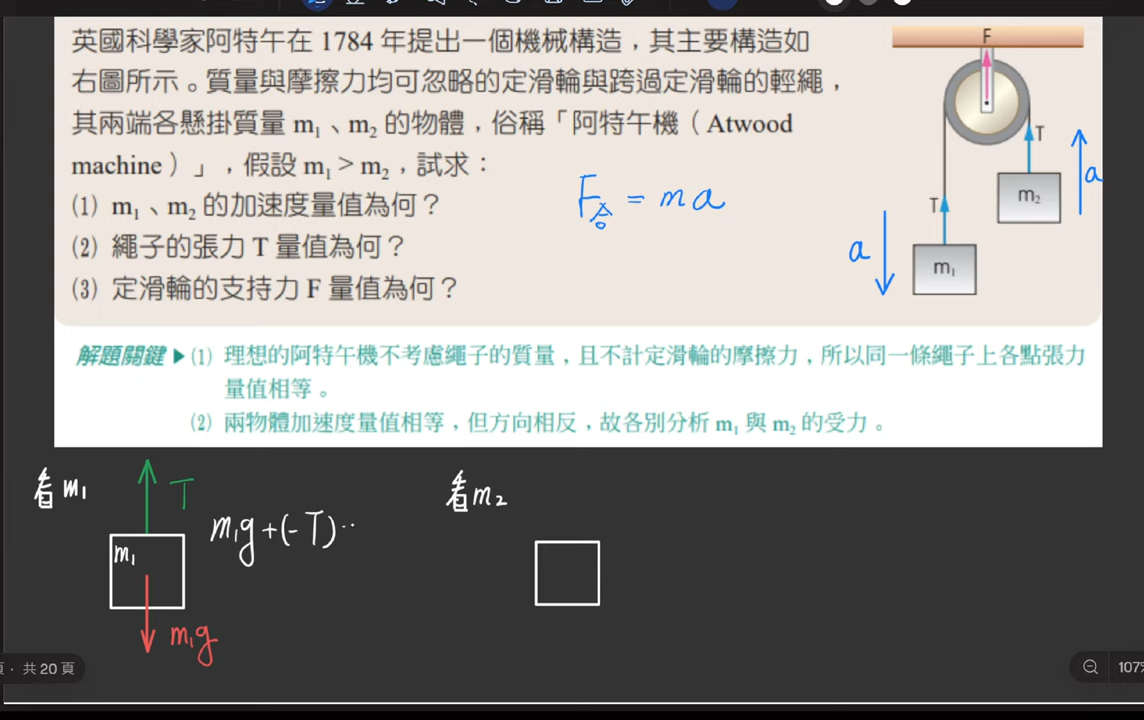 英國科學家阿特午在 1784 年提出一個機械構造，其主要構造如
右圖所示。質量與摩擦力均可忽略的定滑輪與跨過定滑輪的輕繩，
其兩端各懸掛質量 m₁、m₂ 的物體，俗稱「阿特午機（Atwood
machine）」，假設 m₁ > m₂，試求：
(1) m₁、m₂ 的加速度量值為何？
(2) 繩子的張力 T 量值為何？
(3) 定滑輪的支持力 F 量值為何？
F合 = ma
F
T
m₂
a
T
a
m₁
解題關鍵▶(1) 理想的阿特午機不考慮繩子的質量，且不計定滑輪的摩擦力，所以同一條繩子上各點張力
量值相等。
(2) 兩物體加速度量值相等，但方向相反，故各別分析 m₁ 與 m₂ 的受力。
看m₁
T
m₁g+(-T)··
m₁
m₁g
看m₂
頁· 共 20 頁
107%